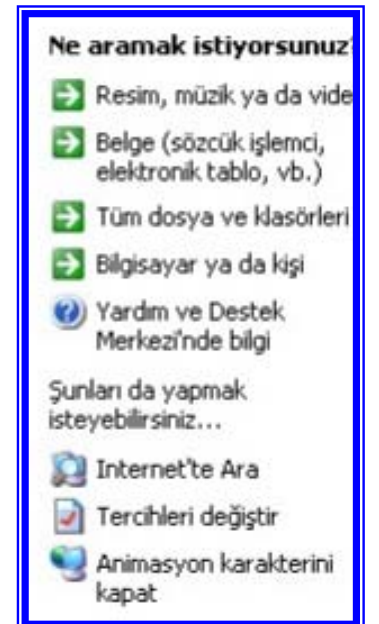 Ne aramak istiyorsunuz?
Resim, müzik ya da vide
Belge (sözcük işlemci,
elektronik tablo, vb.)
Tüm dosya ve klasörleri
Bilgisayar ya da kişi
Yardım ve Destek
Merkezi'nde bilgi
Şunları da yapmak
isteyebilirsiniz...
Internet'te Ara
Tercihleri değiştir
Animasyon karakterini
kapat